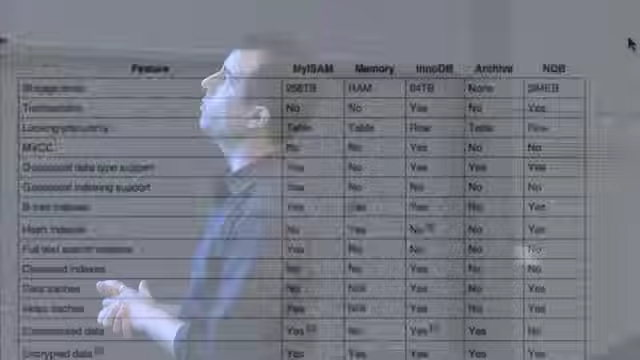 Feature MyISAM Memory InnoDB Archive NDB
Storage limits 256TB RAM 64TB None 384EB
Transactions No No Yes No Yes
Locking granularity Table Table Row Table Row
MVCC No No Yes No No
Geospatial data type support Yes No Yes Yes Yes
Geospatial indexing support Yes No No No No
B-tree indexes Yes Yes Yes No Yes
Hash indexes No Yes No No Yes
Full-text search indexes Yes No No No No
Clustered indexes No No Yes No No
Data caches No N/A Yes No Yes
Index caches Yes N/A Yes No Yes
Compressed data Yes No Yes Yes No
Encrypted data Yes Yes Yes Yes Yes